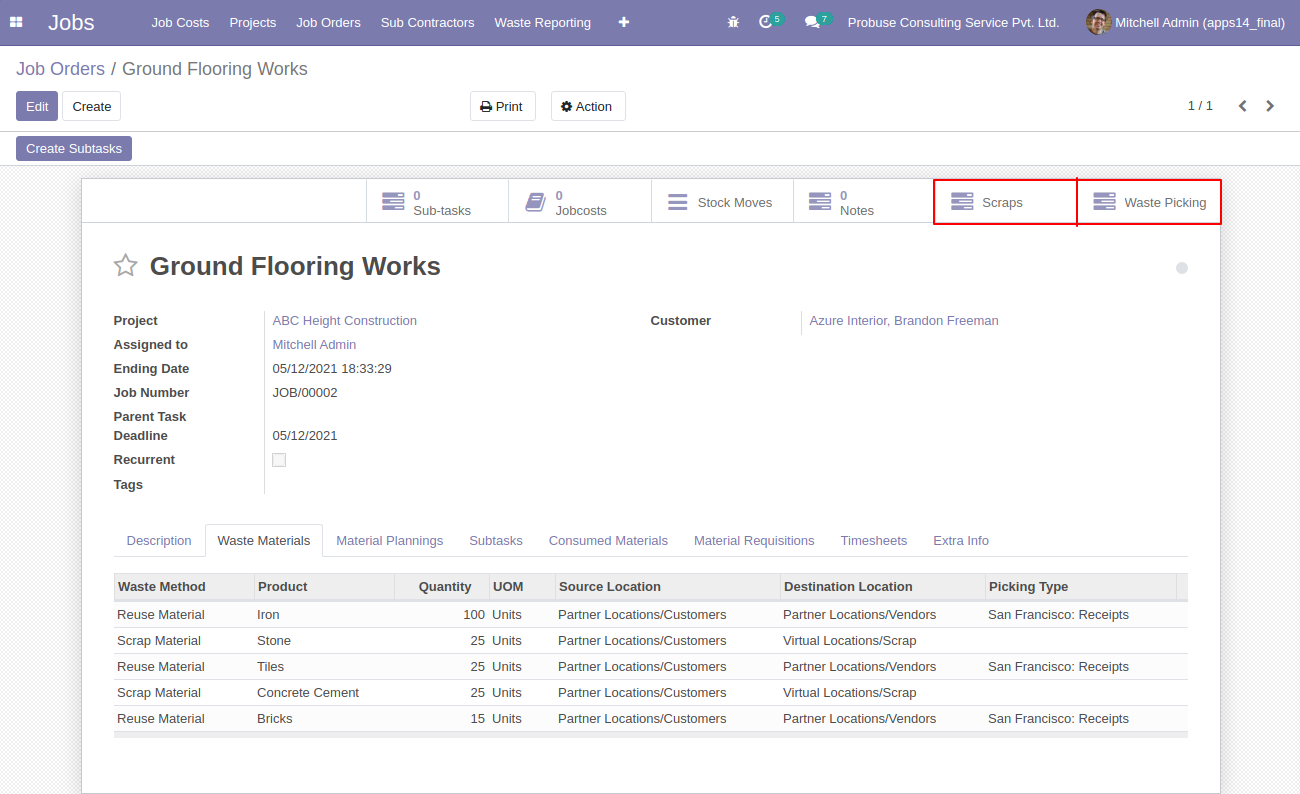 Jobs Job Costs Projects Job Orders Sub Contractors Waste Reporting 5 7 Probuse Consulting Service Pvt. Ltd. Mitchell Admin (apps14_final)
Job Orders / Ground Flooring Works
Edit Create Print Action 1 / 1
Create Subtasks
0 Sub-tasks 0 Jobcosts Stock Moves 0 Notes Scraps Waste Picking
Ground Flooring Works
Project ABC Height Construction Customer Azure Interior, Brandon Freeman
Assigned to Mitchell Admin
Ending Date 05/12/2021 18:33:29
Job Number JOB/00002
Parent Task
Deadline 05/12/2021
Recurrent
Tags
Description Waste Materials Material Plannings Subtasks Consumed Materials Material Requisitions Timesheets Extra Info
Waste Method Product Quantity UOM Source Location Destination Location Picking Type
Reuse Material Iron 100 Units Partner Locations/Customers Partner Locations/Vendors San Francisco: Receipts
Scrap Material Stone 25 Units Partner Locations/Customers Virtual Locations/Scrap
Reuse Material Tiles 25 Units Partner Locations/Customers Partner Locations/Vendors San Francisco: Receipts
Scrap Material Concrete Cement 25 Units Partner Locations/Customers Virtual Locations/Scrap
Reuse Material Bricks 15 Units Partner Locations/Customers Partner Locations/Vendors San Francisco: Receipts